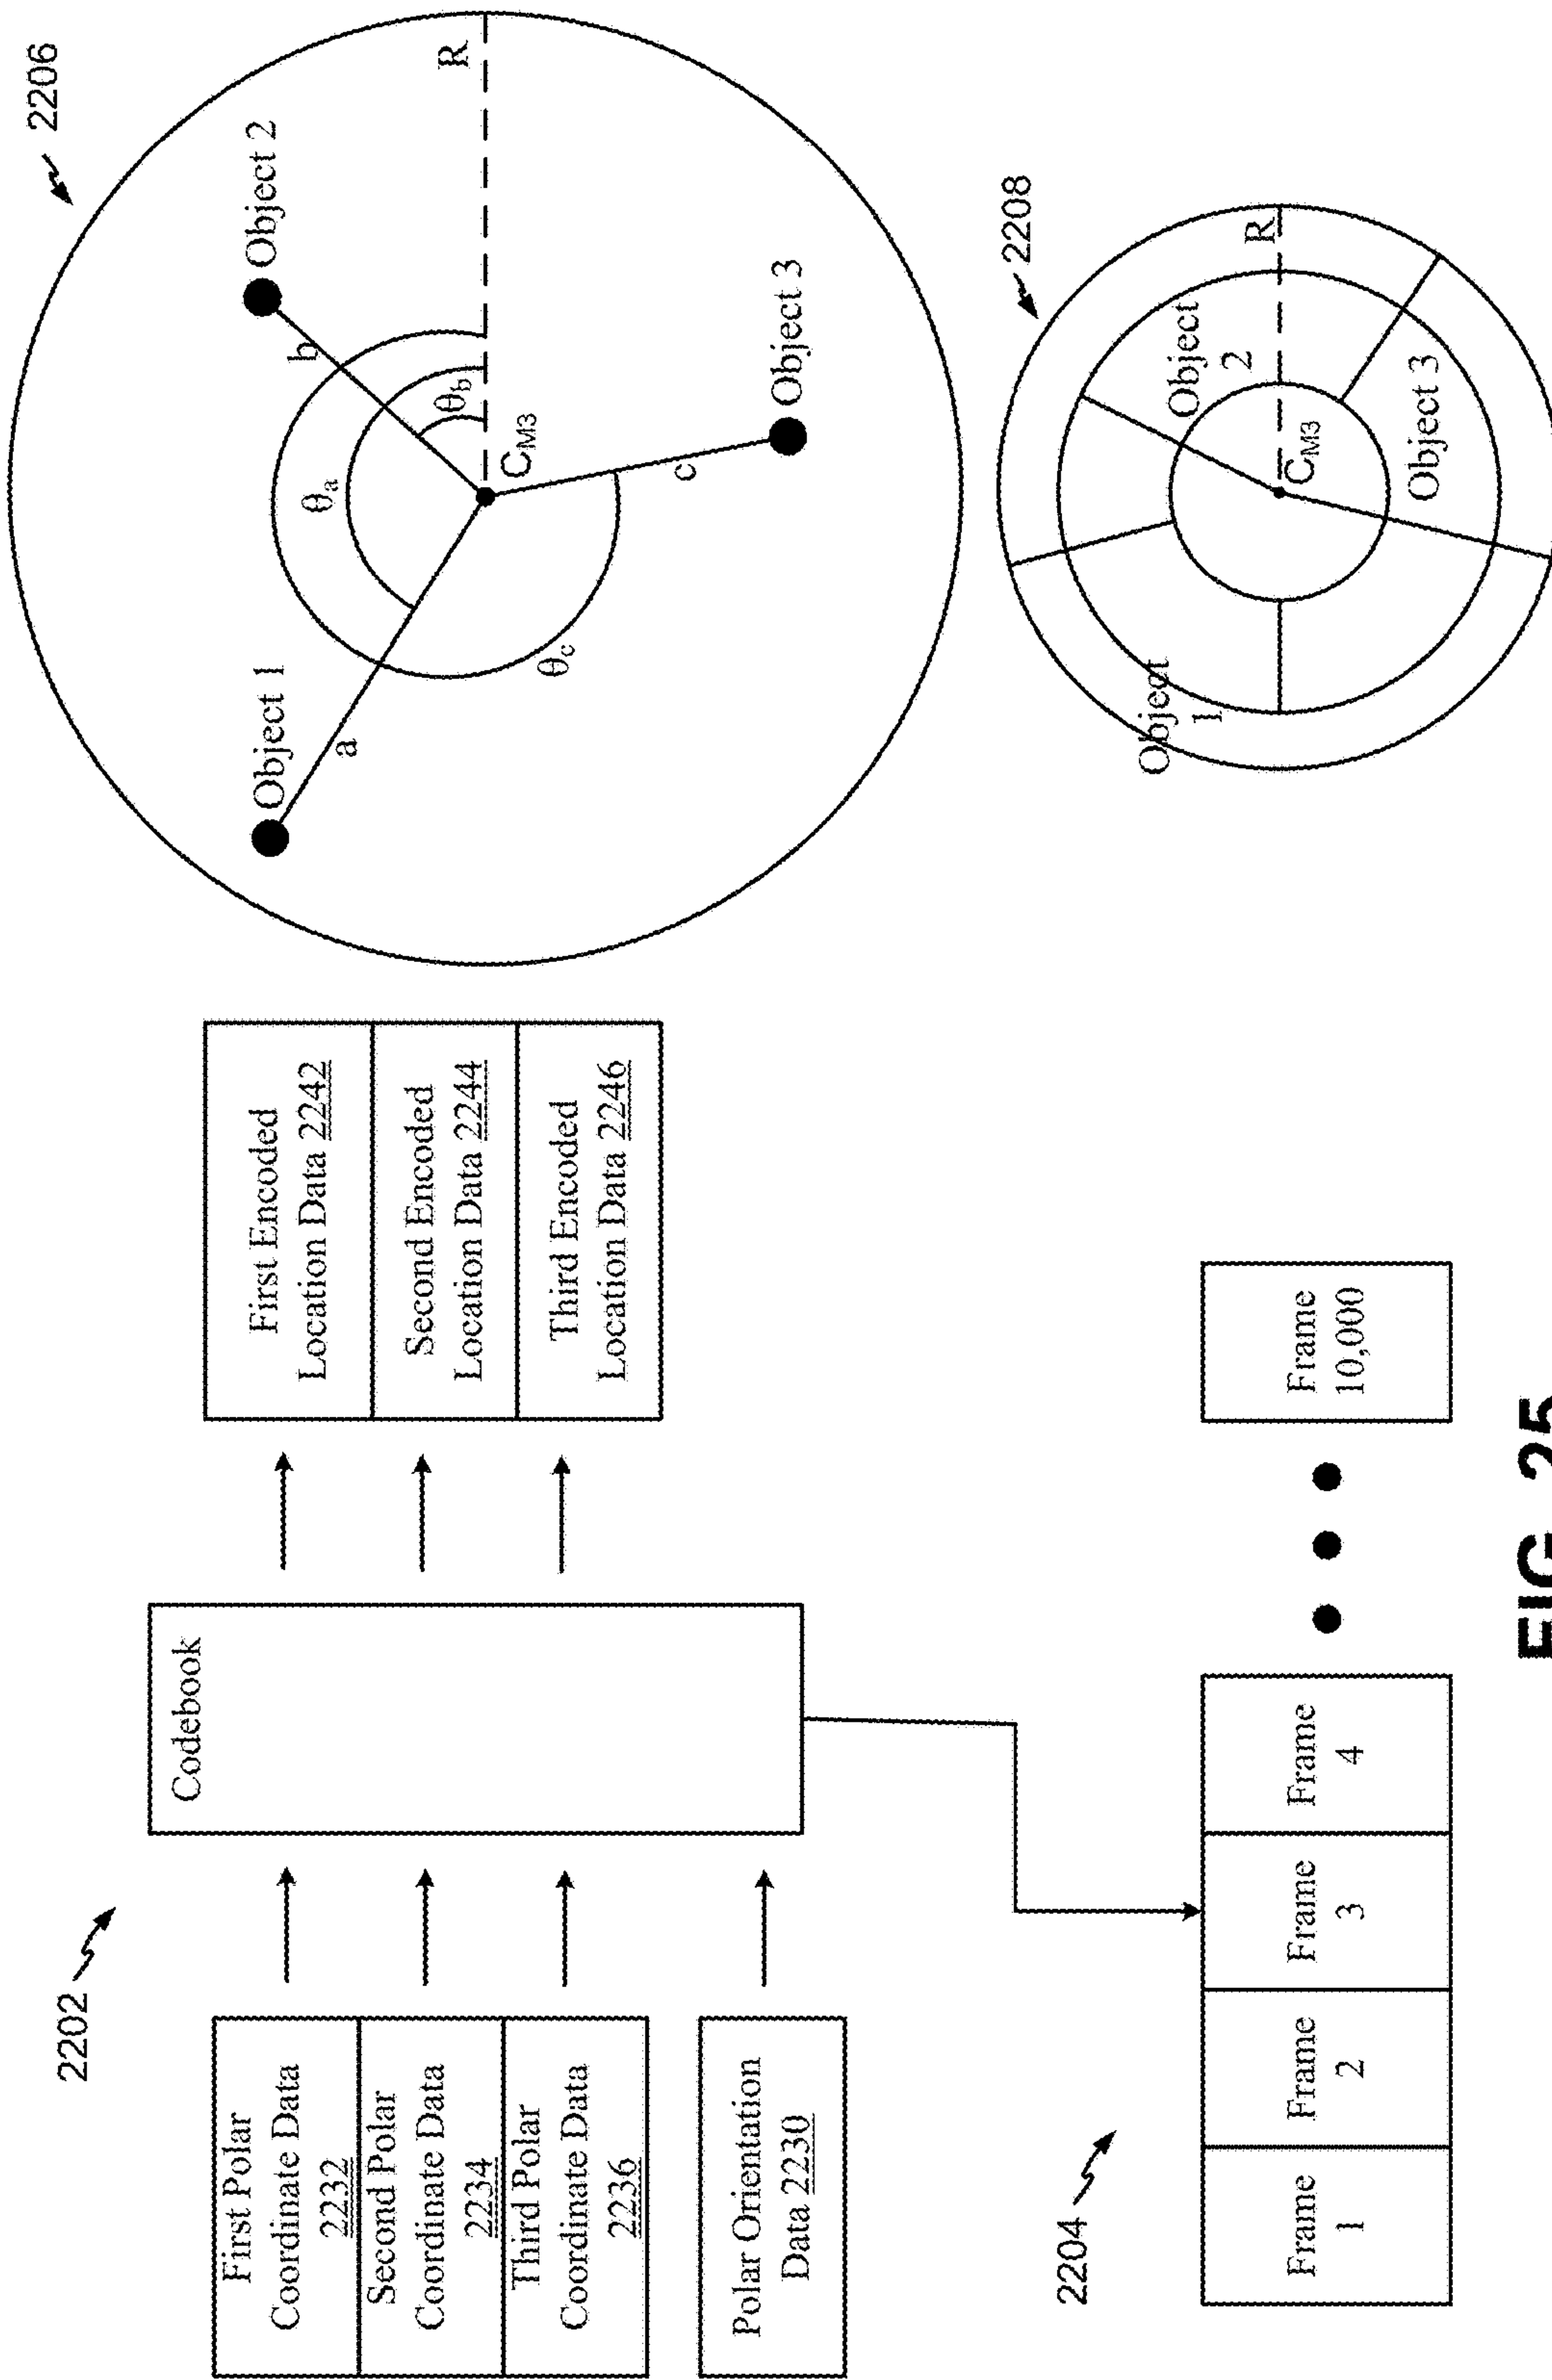 2202
First Polar
Coordinate Data
2232
Second Polar
Coordinate Data
2234
Third Polar
Coordinate Data
2236
Polar Orientation
Data 2230
Codebook
First Encoded
Location Data 2242
Second Encoded
Location Data 2244
Third Encoded
Location Data 2246
2204
Frame
1
Frame
2
Frame
3
Frame
4
Frame
10,000
2206
Object 1
Object 2
Object 3
a
b
c
θa
θb
θc
CM3
R
2208
Object
1
Object
2
Object 3
CM3
R
FIG. 25